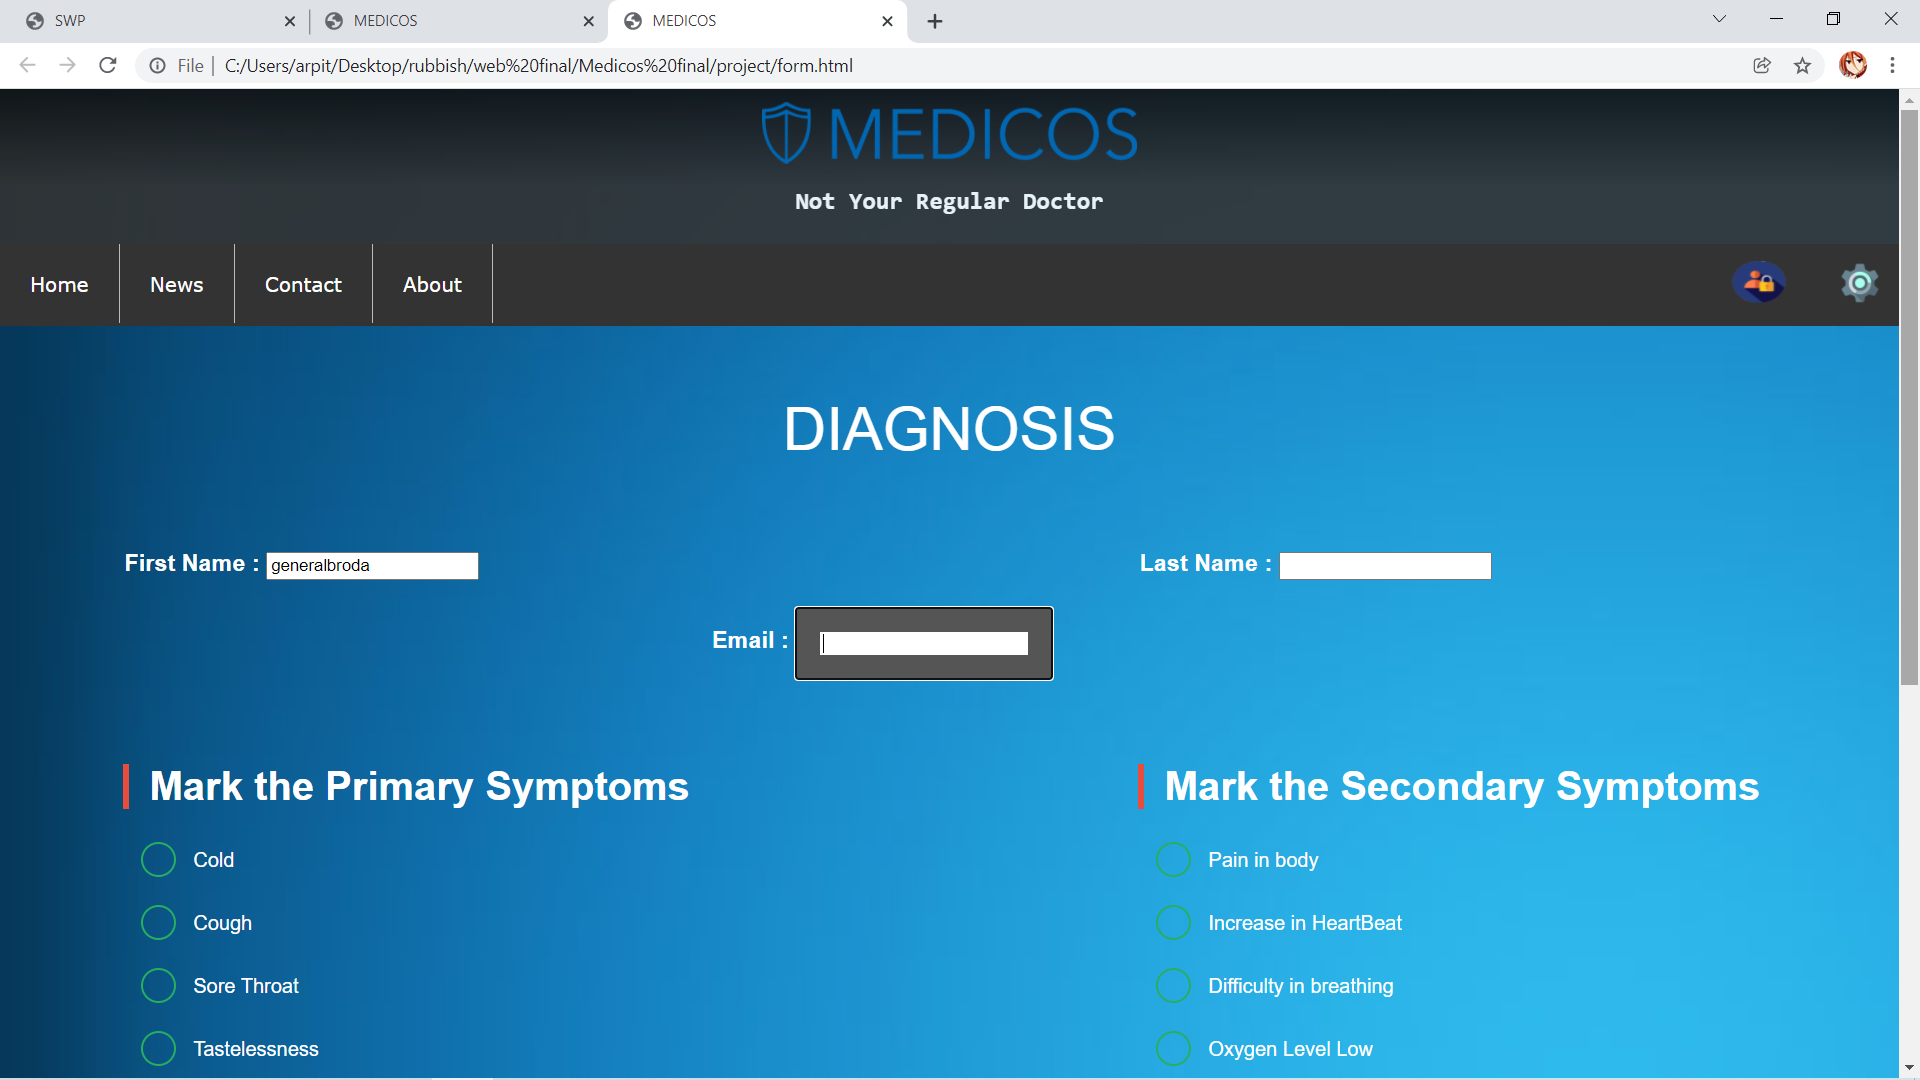 SWP
MEDICOS
MEDICOS
File
C:/Users/arpit/Desktop/rubbish/web%20final/Medicos%20final/project/form.html
MEDICOS
Not Your Regular Doctor
Home
News
Contact
About
DIAGNOSIS
First Name : generalbroda
Last Name :
Email :
Mark the Primary Symptoms
Cold
Cough
Sore Throat
Tastelessness
Mark the Secondary Symptoms
Pain in body
Increase in HeartBeat
Difficulty in breathing
Oxygen Level Low